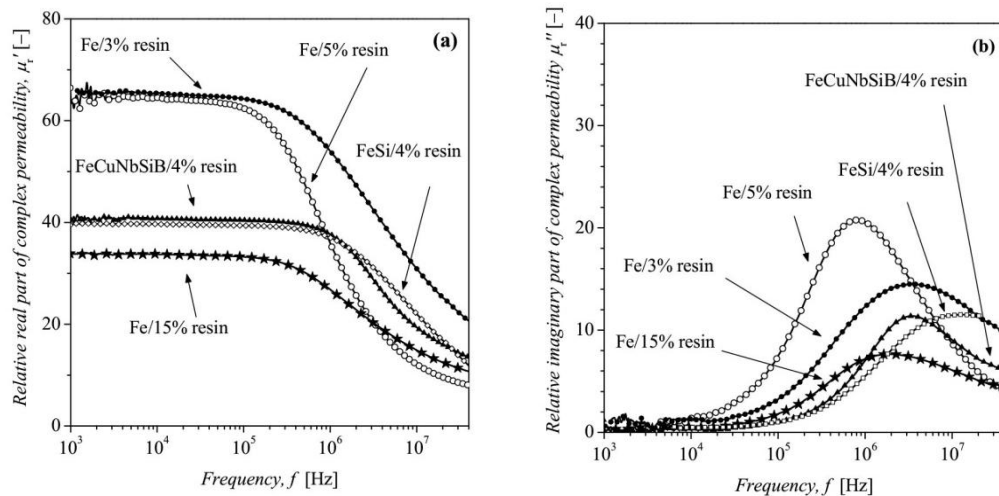 (a)
Relative real part of complex permeability, μr′ [–]
80
60
40
20
0
Fe/3% resin
Fe/5% resin
FeCuNbSiB/4% resin
FeSi/4% resin
Fe/15% resin
10³ 10⁴ 10⁵ 10⁶ 10⁷
Frequency, f [Hz]
(b)
Relative imaginary part of complex permeability μr″ [–]
40
30
20
10
0
FeCuNbSiB/4% resin
FeSi/4% resin
Fe/5% resin
Fe/3% resin
Fe/15% resin
10³ 10⁴ 10⁵ 10⁶ 10⁷
Frequency, f [Hz]